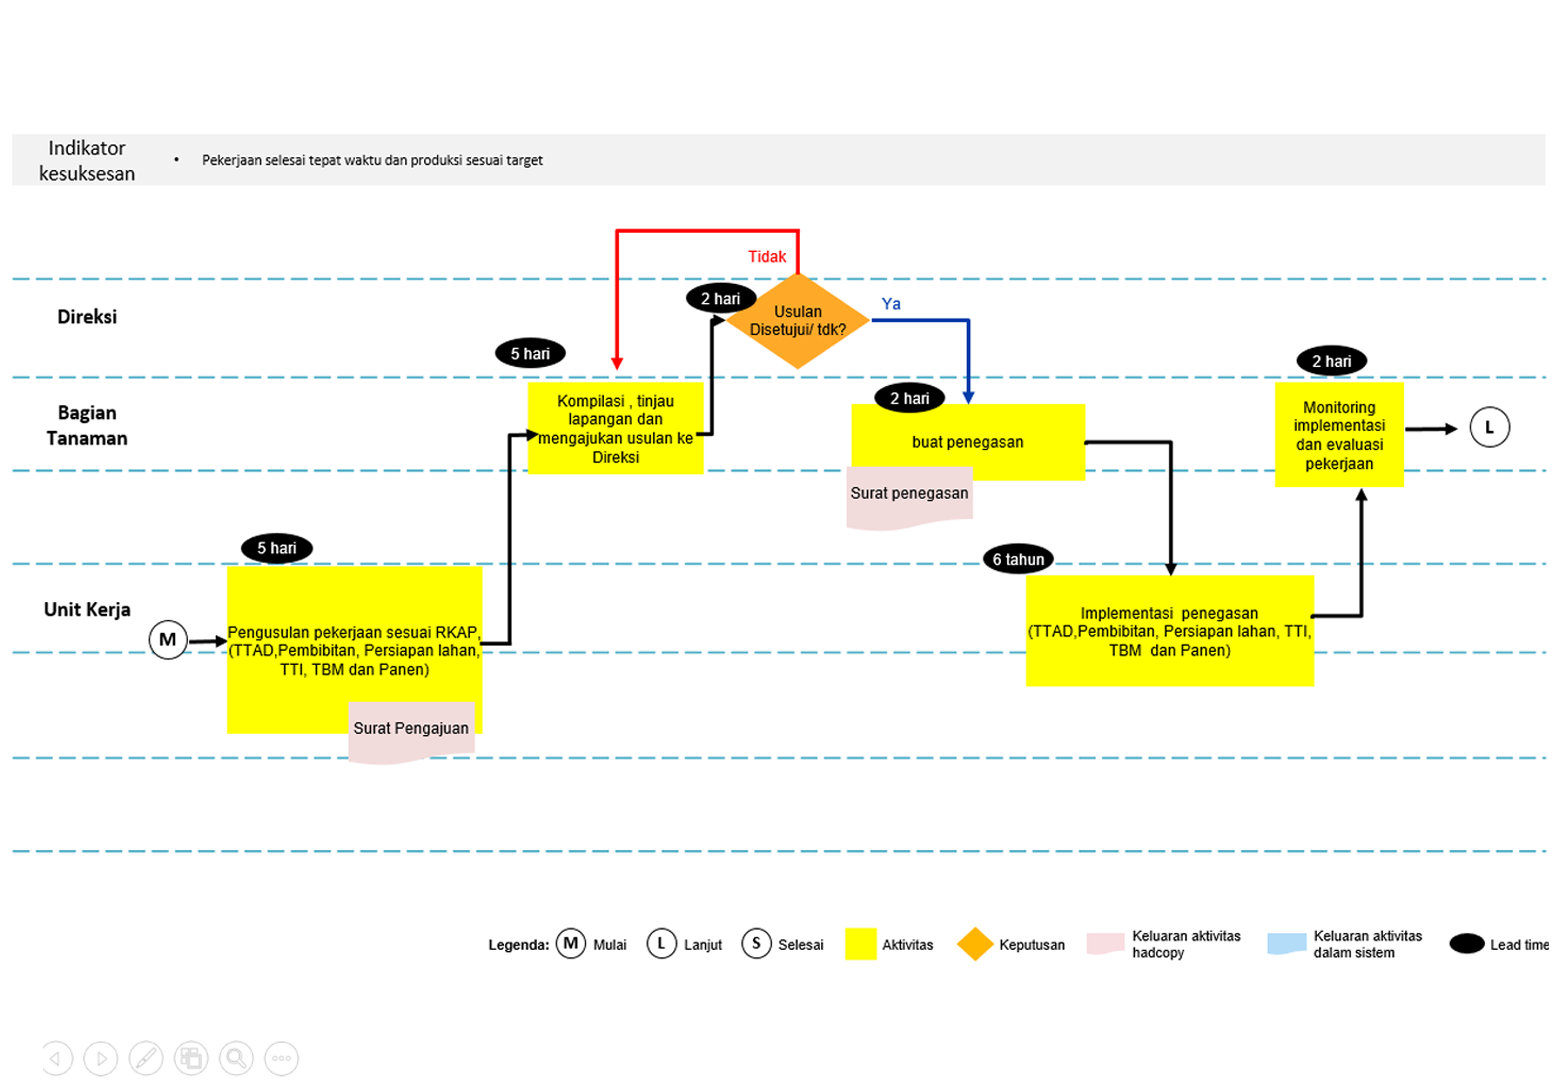 Indikator
kesuksesan
• Pekerjaan selesai tepat waktu dan produksi sesuai target
Tidak
Direksi
2 hari
Usulan
Disetujui/ tdk?
Ya
5 hari
2 hari
Bagian
Tanaman
Kompilasi , tinjau
lapangan dan
mengajukan usulan ke
Direksi
2 hari
buat penegasan
Surat penegasan
Monitoring
implementasi
dan evaluasi
pekerjaan
L
5 hari
6 tahun
Unit Kerja
M
Pengusulan pekerjaan sesuai RKAP,
(TTAD,Pembibitan, Persiapan lahan,
TTI, TBM dan Panen)
Surat Pengajuan
Implementasi penegasan
(TTAD,Pembibitan, Persiapan lahan, TTI,
TBM dan Panen)
Legenda: M Mulai L Lanjut S Selesai Aktivitas Keputusan
Keluaran aktivitas
hadcopy
Keluaran aktivitas
dalam sistem
Lead time